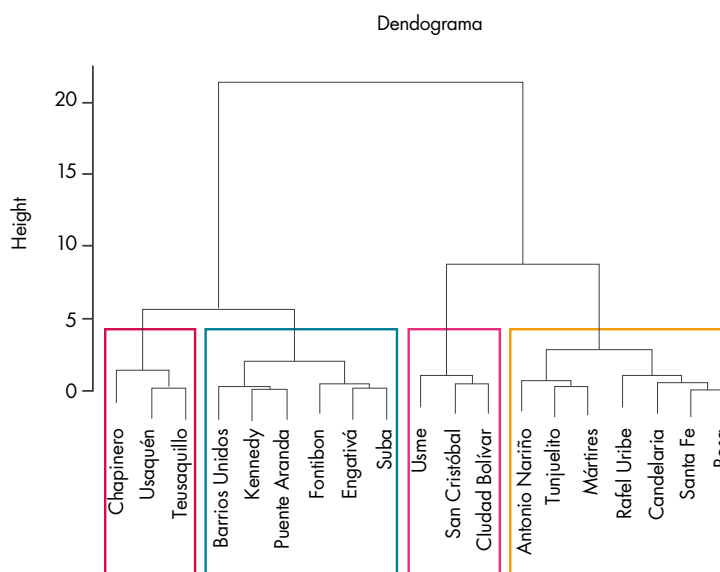 Dendograma
Height
20
15
10
5
0
Chapinero
Usaquén
Teusaquillo
Barrios Unidos
Kennedy
Puente Aranda
Fontibon
Engativá
Suba
Usme
San Cristóbal
CIudad Bolívar
Antonio Nariño
Tunjuelito
Mártires
Rafel Uribe
Candelaria
Santa Fe